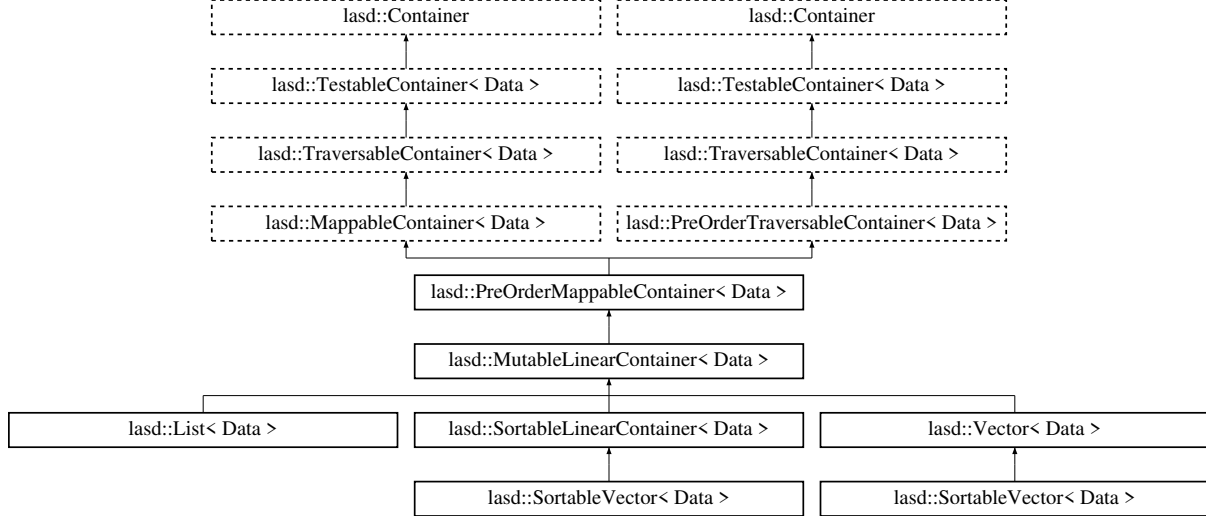 lasd::Container
lasd::Container
lasd::TestableContainer< Data >
lasd::TestableContainer< Data >
lasd::TraversableContainer< Data >
lasd::TraversableContainer< Data >
lasd::MappableContainer< Data >
lasd::PreOrderTraversableContainer< Data >
lasd::PreOrderMappableContainer< Data >
lasd::MutableLinearContainer< Data >
lasd::List< Data >
lasd::SortableLinearContainer< Data >
lasd::Vector< Data >
lasd::SortableVector< Data >
lasd::SortableVector< Data >